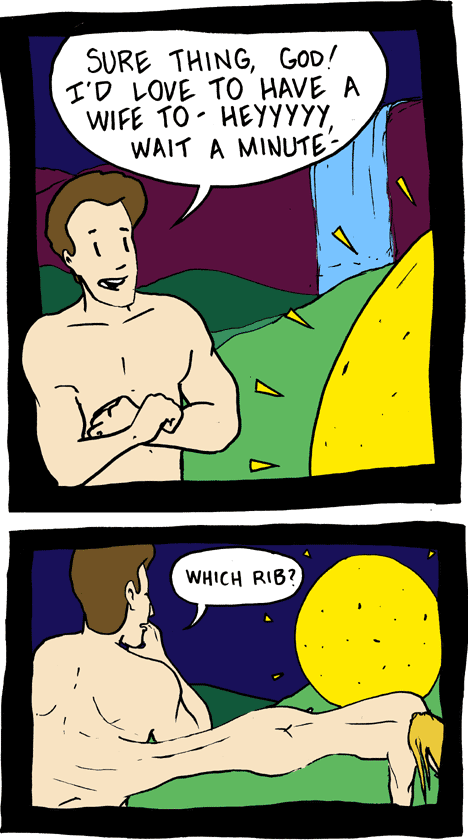 SURE THING, GOD!
I'D LOVE TO HAVE A
WIFE TO - HEYYYYY,
WAIT A MINUTE-
WHICH RIB?